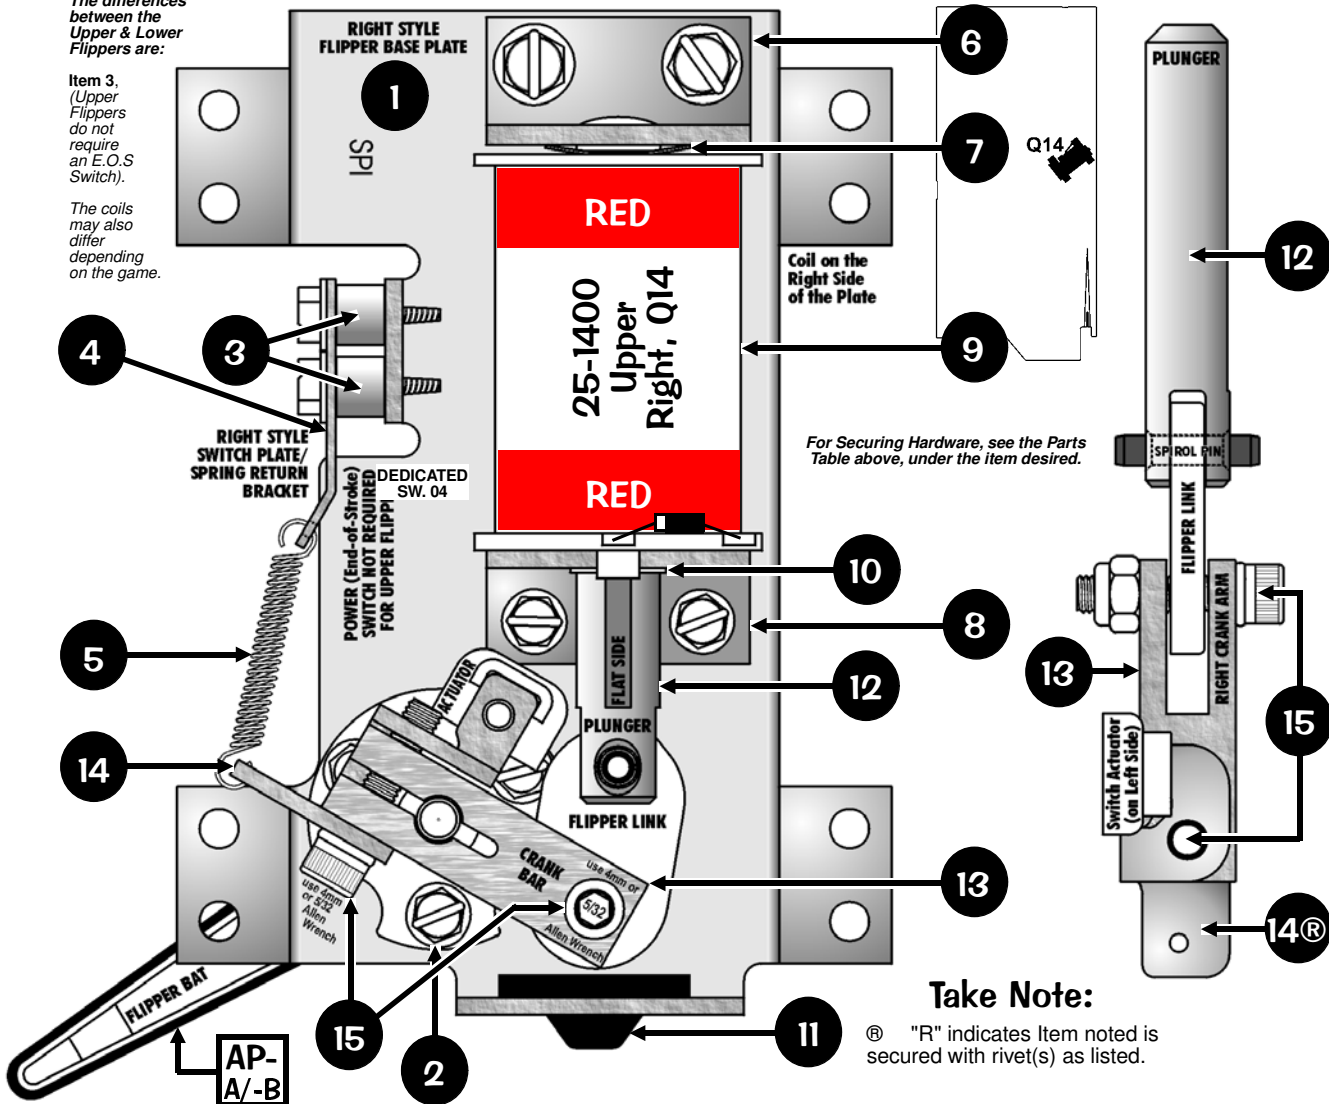 The differences
between the
Upper & Lower
Flippers are:
Item 3,
(Upper
Flippers
do not
require
an E.O.S
Switch).
The coils
may also
differ
depending
on the game.
RIGHT STYLE
FLIPPER BASE PLATE
1
SPI
6
7
Q14
PLUNGER
12
RED
25-1400
Upper
Right, Q14
RED
Coil on the
Right Side
of the Plate
9
4
3
RIGHT STYLE
SWITCH PLATE/
SPRING RETURN
BRACKET
DEDICATED
SW. 04
POWER (End-of-Stroke)
SWITCH NOT REQUIRED
FOR UPPER FLIPP
For Securing Hardware, see the Parts
Table above, under the item desired.
SPIROL PIN
FLIPPER LINK
RIGHT CRANK ARM
10
8
5
ACTUATOR
FLAT SIDE
PLUNGER
12
13
15
Switch Actuator
(on Left Side)
14
FLIPPER LINK
CRANK
BAR
use 4mm or
5/32
Allen Wrench
13
use 4mm
or 5/32
Allen
Wrench
14®
FLIPPER BAT
AP-
A/-B
15
2
11
Take Note:
® "R" indicates Item noted is
secured with rivet(s) as listed.